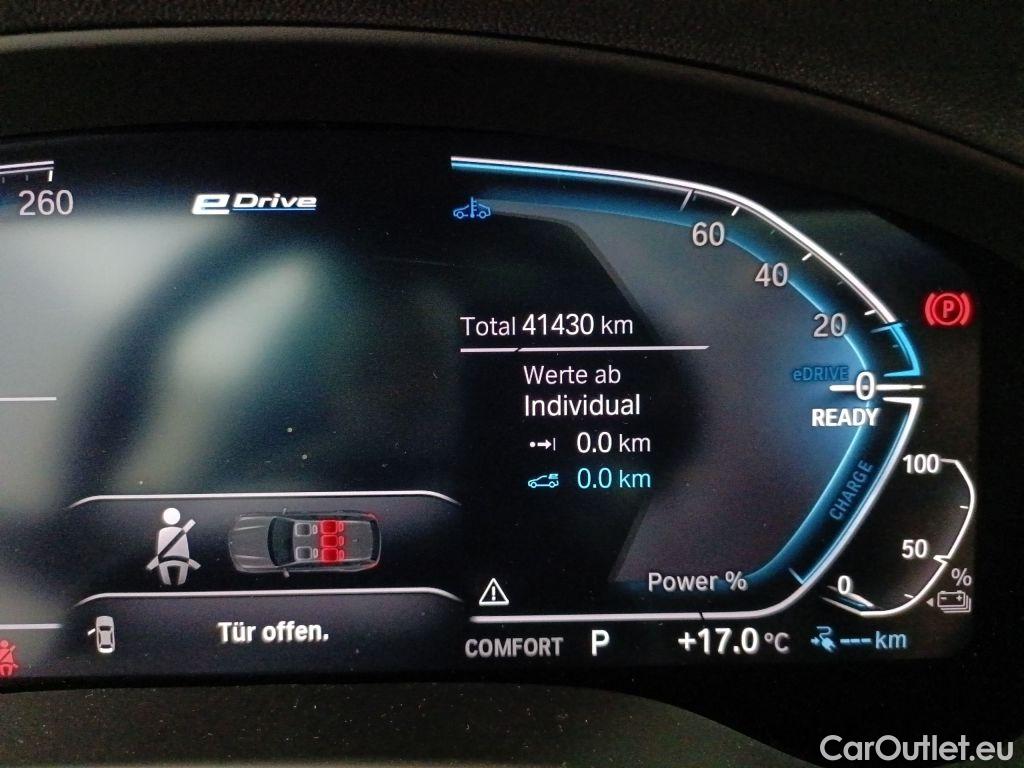 260
eDrive
60
40
20
Total 41430 km
Werte ab
Individual
0.0 km
0.0 km
eDRIVE
0
READY
CHARGE
P
100
50
0
%
Power %
Tür offen.
COMFORT P +17.0 °C --- km
CarOutlet.eu